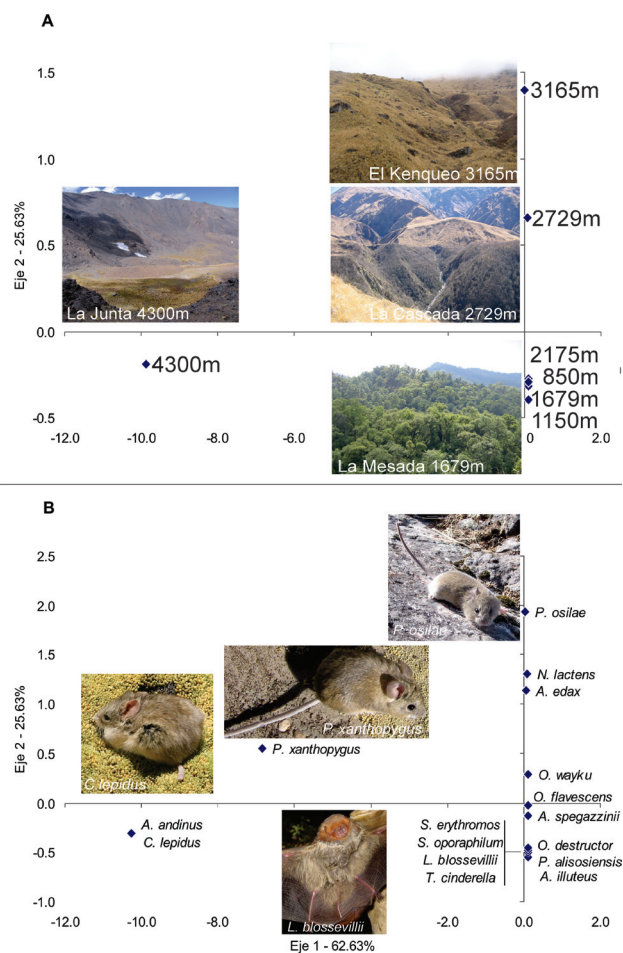 A
1.5
1.0
0.5
0.0
-0.5
Eje 2 - 25.63%
3165m
El Kenqueo 3165m
2729m
La Junta 4300m
La Cascada 2729m
4300m
2175m
850m
1679m
1150m
La Mesada 1679m
-12.0
-10.0
-8.0
-6.0
0
2.0
B
2.5
2.0
1.5
1.0
0.5
0.0
-0.5
-1.0
Eje 2 - 25.63%
P. osilae
P. osilae
N. lactens
A. edax
P. xanthopygus
C lepidus
P. xanthopygus
O. wayku
O. flavescens
A. spegazzinii
A. andinus
C. lepidus
S. erythromos
S. oporaphilum
L. blossevillii
T. cinderella
O. destructor
P. alisosiensis
A. illuteus
L. blossevillii
-12.0
-10.0
-8.0
-2.0
0.0
2.0
Eje 1 - 62.63%